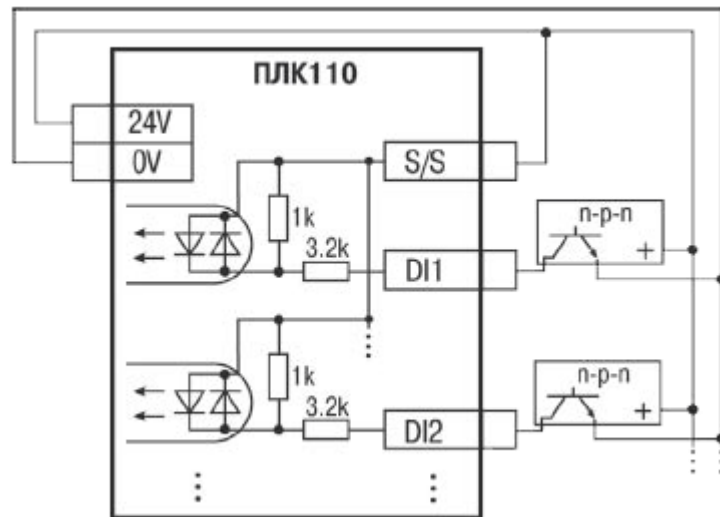 ПЛК110
24V
0V
S/S
1k
3.2k
DI1
n-p-n
+
1k
3.2k
DI2
n-p-n
+